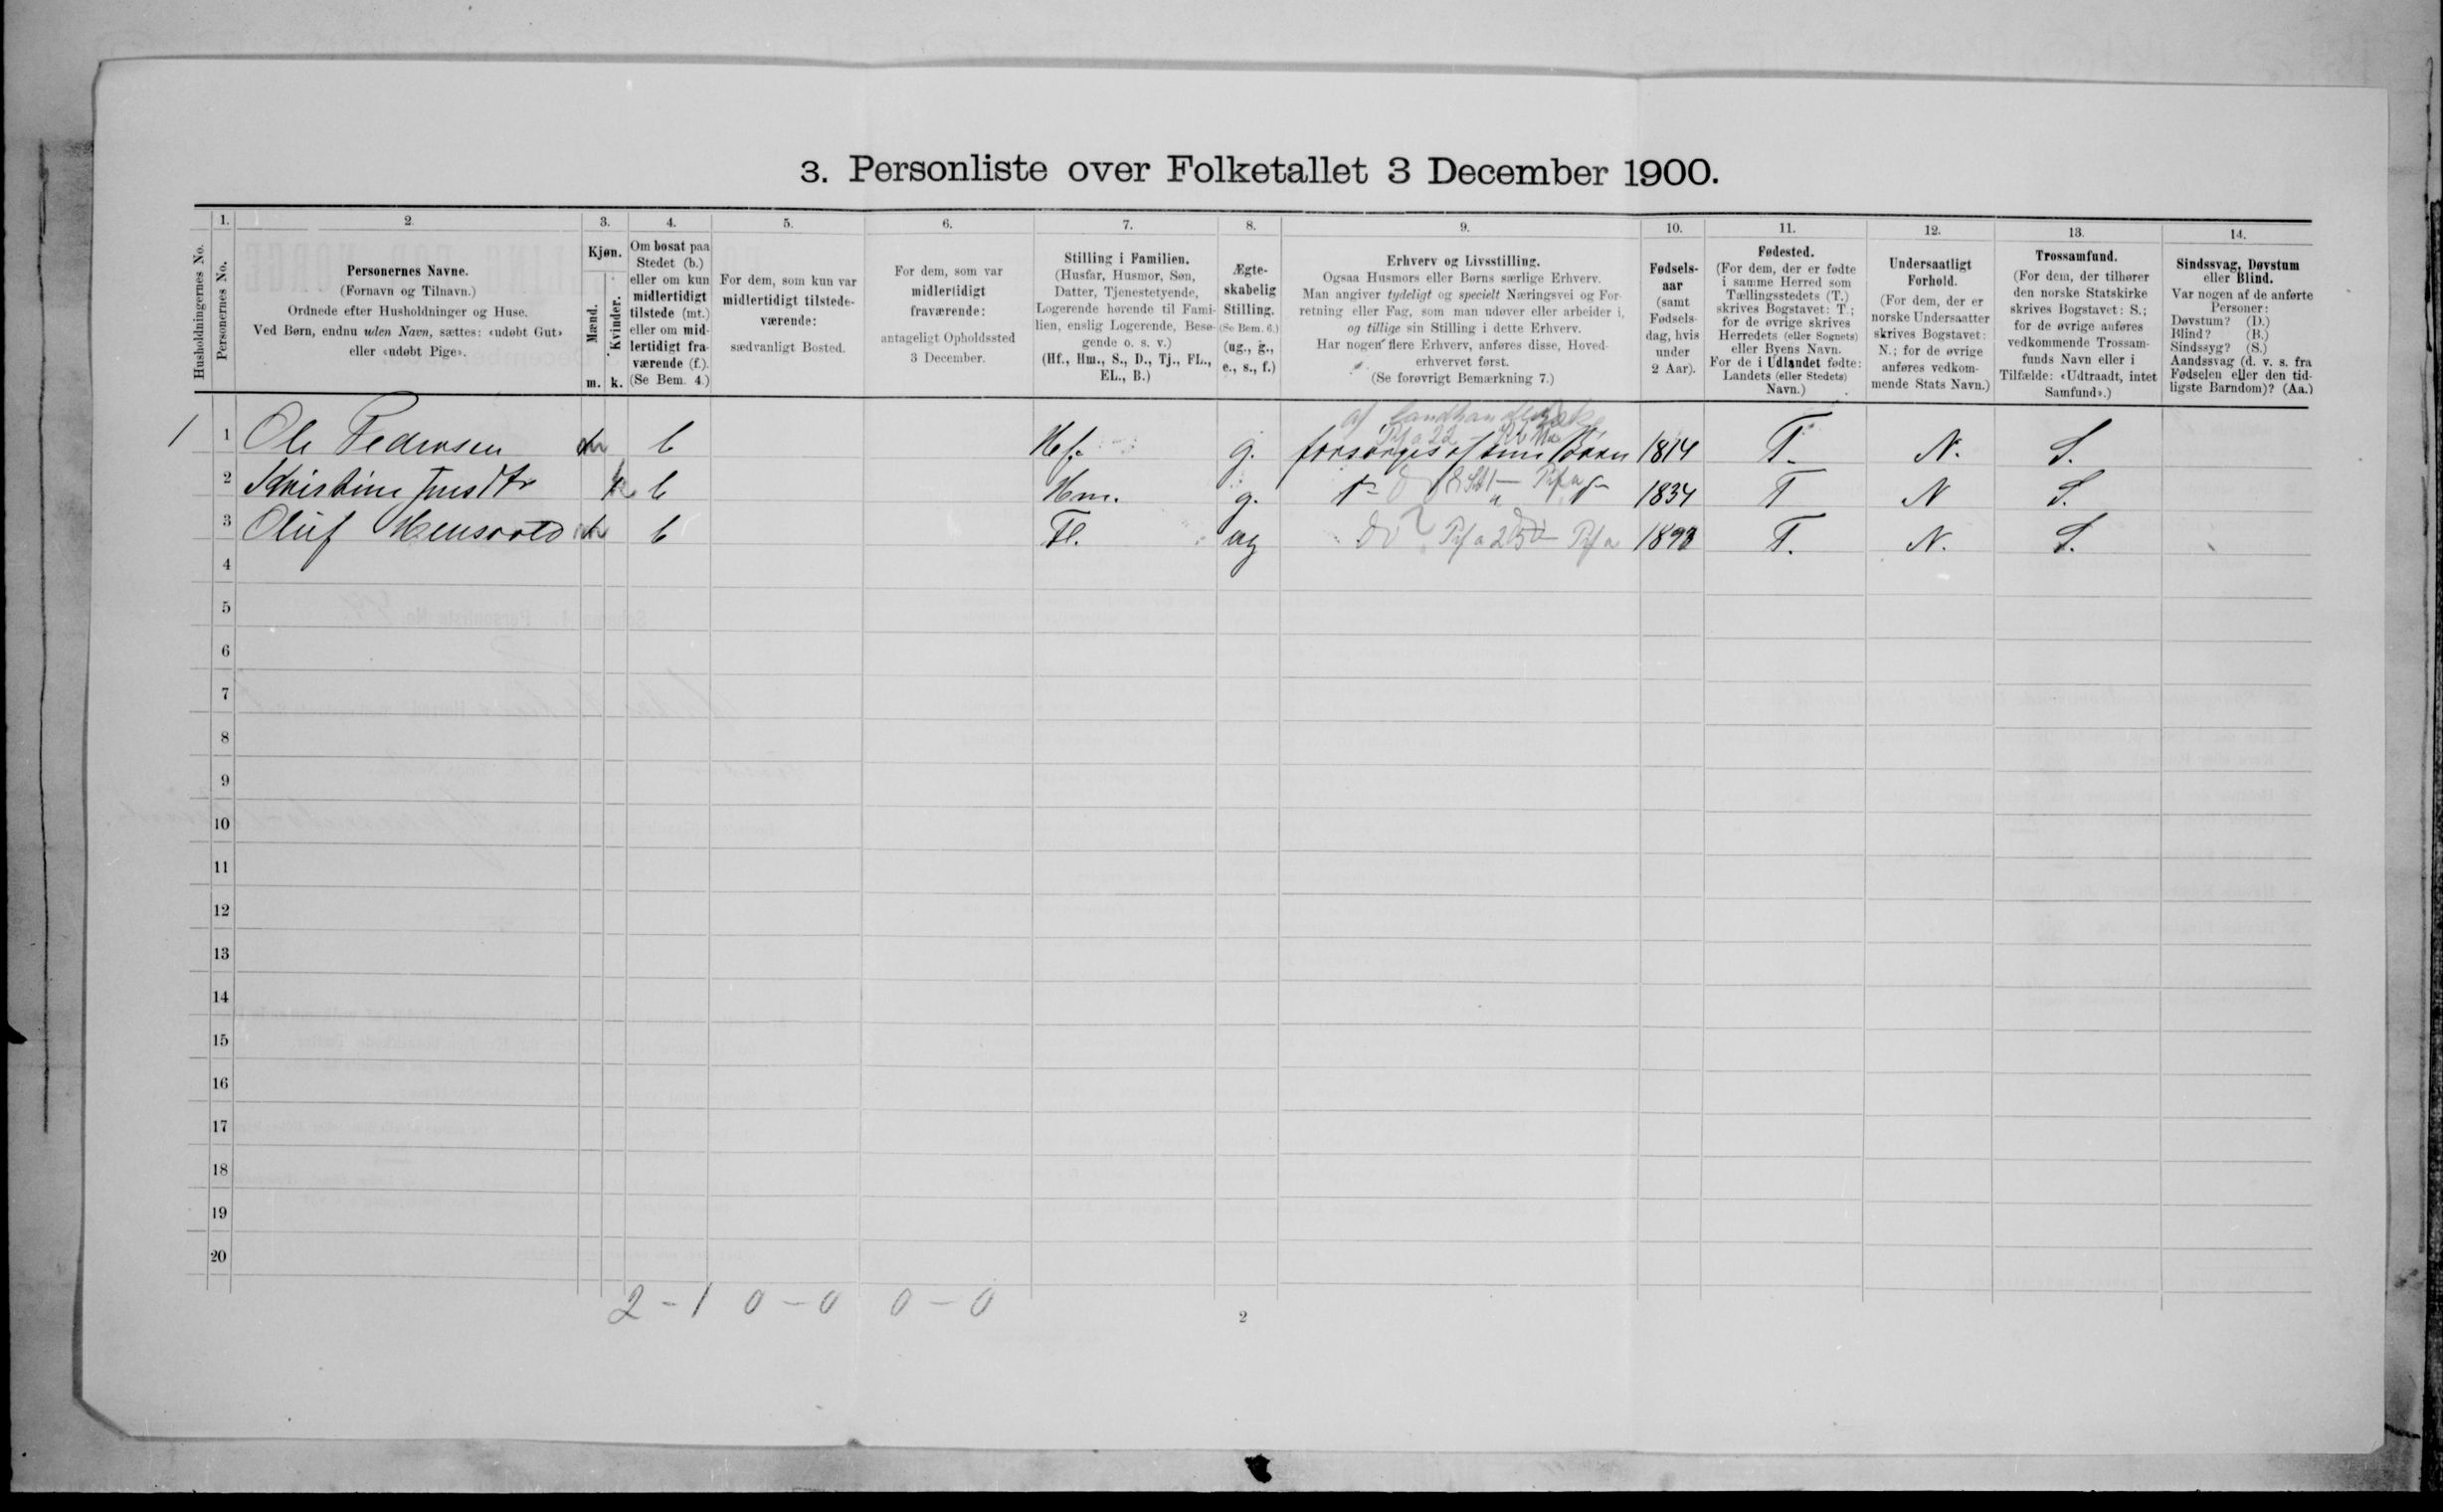 3. Personliste over Folketallet 3 December 1900.
Husholdningernes No.
1.
Personernes No.
2.
Personernes Navne.
(Fornavn og Tilnavn.)
Ordnede efter Husholdninger og Huse.
Ved Børn, endnu uden Navn, sættes: «udøbt Gut»
eller «udøbt Pige».
3.
Kjøn.
Mænd.
Kvinder.
m. k.
4.
Om bosat paa
Stedet (b.)
eller om kun
midlertidigt
tilstede (mt.)
eller om mid-
lertidigt fra-
værende (f.).
(Se Bem. 4.)
5.
For dem, som kun var
midlertidigt tilstede-
værende:
sædvanligt Bosted.
6.
For dem, som var
midlertidigt
fraværende:
antageligt Opholdssted
3 December.
7.
Stilling i Familien.
(Husfar, Husmor, Søn,
Datter, Tjenestetyende,
Logerende hørende til Fami-
lien, enslig Logerende, Besø-
gende o. s. v.)
(Hf., Hm., S., D., Tj., FL.,
EL., B.)
8.
Ægte-
skabelig
Stilling.
(Se Bem. 6.)
(ug., g.,
e., s., f.)
9.
Erhverv og Livsstilling.
Ogsaa Husmors eller Børns særlige Erhverv.
Man angiver tydeligt og specielt Næringsvei og For-
retning eller Fag, som man udøver eller arbeider i,
og tillige sin Stilling i dette Erhverv.
Har nogen flere Erhverv, anføres disse, Hoved-
erhvervet først.
(Se forøvrigt Bemærkning 7.)
10.
Fødsels-
aar
(samt
Fødsels-
dag, hvis
under
2 Aar).
11.
Fødested.
(For dem, der er fødte
i samme Herred som
Tællingsstedets (T.)
skrives Bogstavet: T.;
for de øvrige skrives
Herredets (eller Sognets)
eller Byens Navn.
For de i Udlandet fødte:
Landets (eller Stedets)
Navn.)
12.
Undersaatligt
Forhold.
(For dem, der er
norske Undersaatter
skrives Bogstavet:
N.; for de øvrige
anføres vedkom-
mende Stats Navn.)
13.
Trossamfund.
(For dem, der tilhører
den norske Statskirke
skrives Bogstavet: S.;
for de øvrige anføres
vedkommende Trossam-
funds Navn eller i
Tilfælde: «Udtraadt, intet
Samfund».)
14.
Sindssvag, Døvstum
eller Blind.
Var nogen af de anførte
Personer:
Døvstum? (D.)
Blind? (B.)
Sindssyg? (S.)
Aandssvag (d. v. s. fra
Fødselen eller den tid-
ligste Barndom)? (Aa.)
1 1 Ole Pedersen m b Hf. g. forsørges af sine Børn 1814 T. N. S.
2 Kristine k b Hm. g. 1834 T N S.
3 Oluf m b Fl. ug 1893 T. N. S.
4
5
6
7
8
9
10
11
12
13
14
15
16
17
18
19
20
2 - 1 0 - 0 0 - 0
2